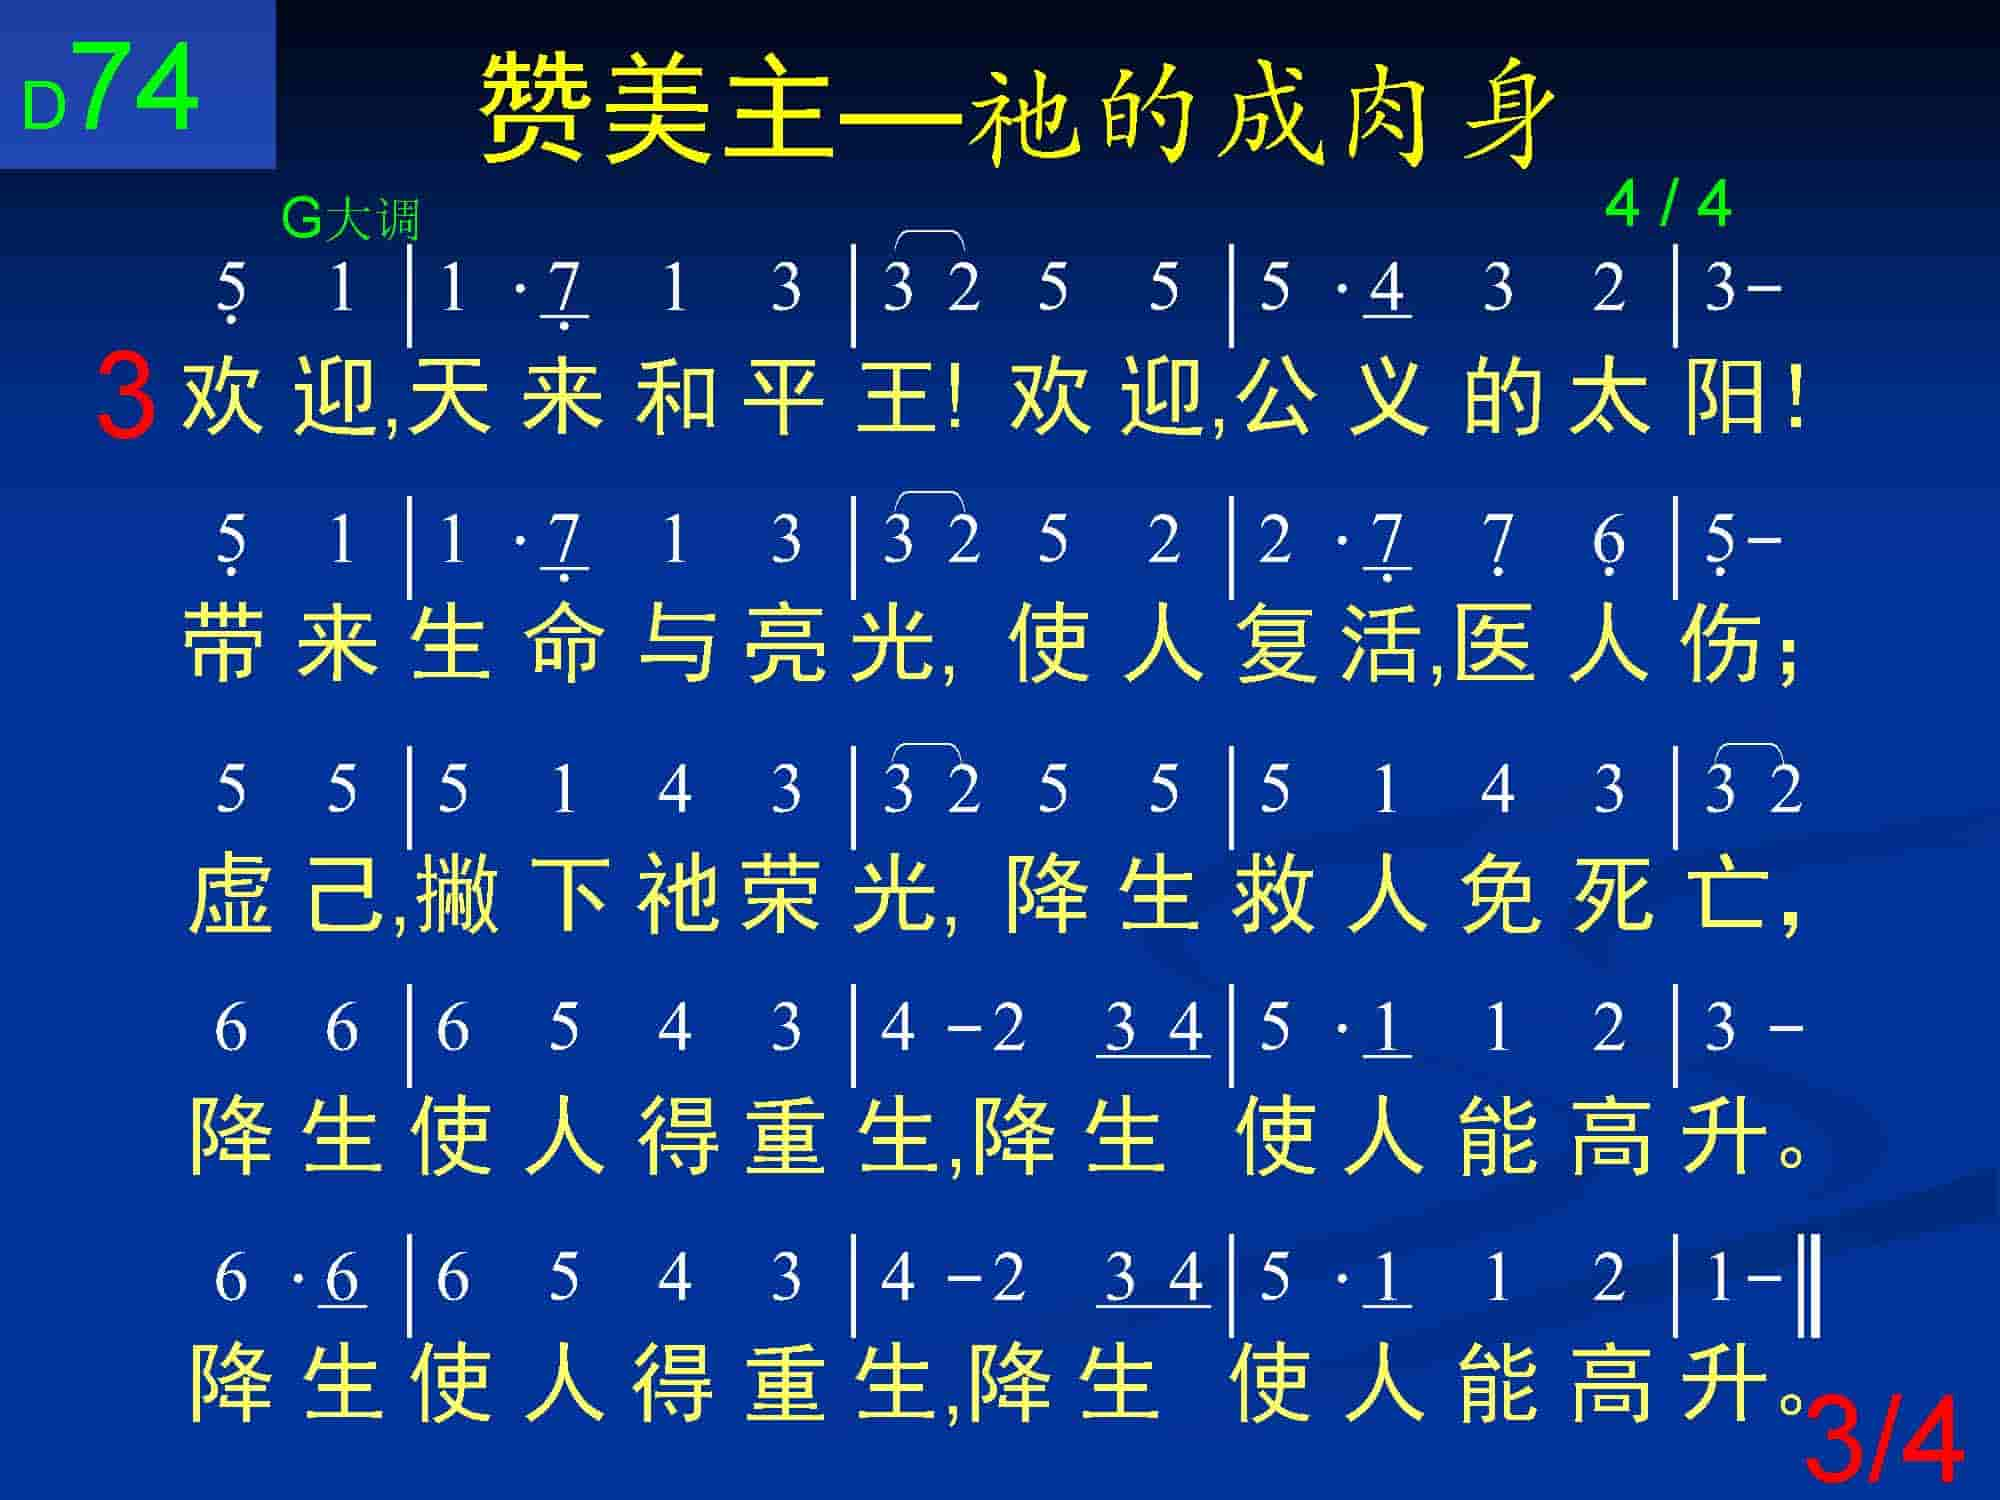 D74
赞美主—祂的成肉身
G大调 4 / 4
5̣ 1 | 1 · 7̣ 1 3 | 3 2 5 5 | 5 · 4 3 2 | 3 –
3 欢迎,天来和平王! 欢迎,公义的太阳!
5̣ 1 | 1 · 7̣ 1 3 | 3 2 5 2 | 2 · 7̣ 7̣ 6̣ | 5̣ –
带来生命与亮光, 使人复活,医人伤;
5 5 | 5 1 4 3 | 3 2 5 5 | 5 1 4 3 | 3 2
虚己,撇下祂荣光, 降生救人免死亡,
6 6 | 6 5 4 3 | 4 – 2 3 4 | 5 · 1 1 2 | 3 –
降生使人得重生,降生 使人能高升。
6 · 6 | 6 5 4 3 | 4 – 2 3 4 | 5 · 1 1 2 | 1 – ‖
降生使人得重生,降生 使人能高升。
3/4